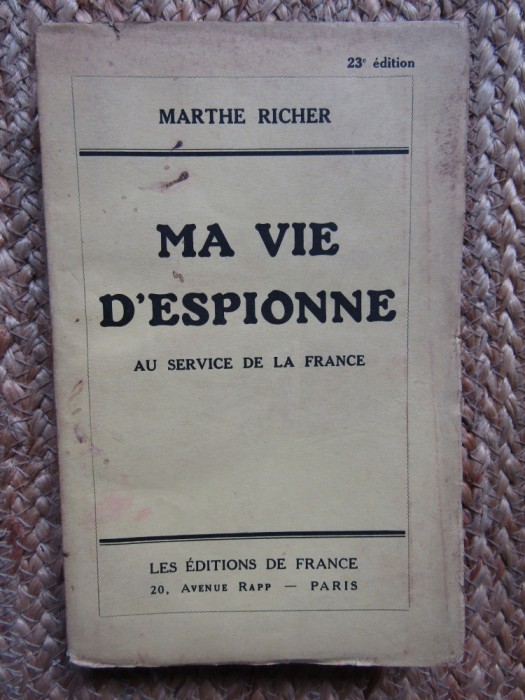 23ᵉ édition
MARTHE RICHER
MA VIE
D'ESPIONNE
AU SERVICE DE LA FRANCE
LES ÉDITIONS DE FRANCE
20, AVENUE RAPP — PARIS